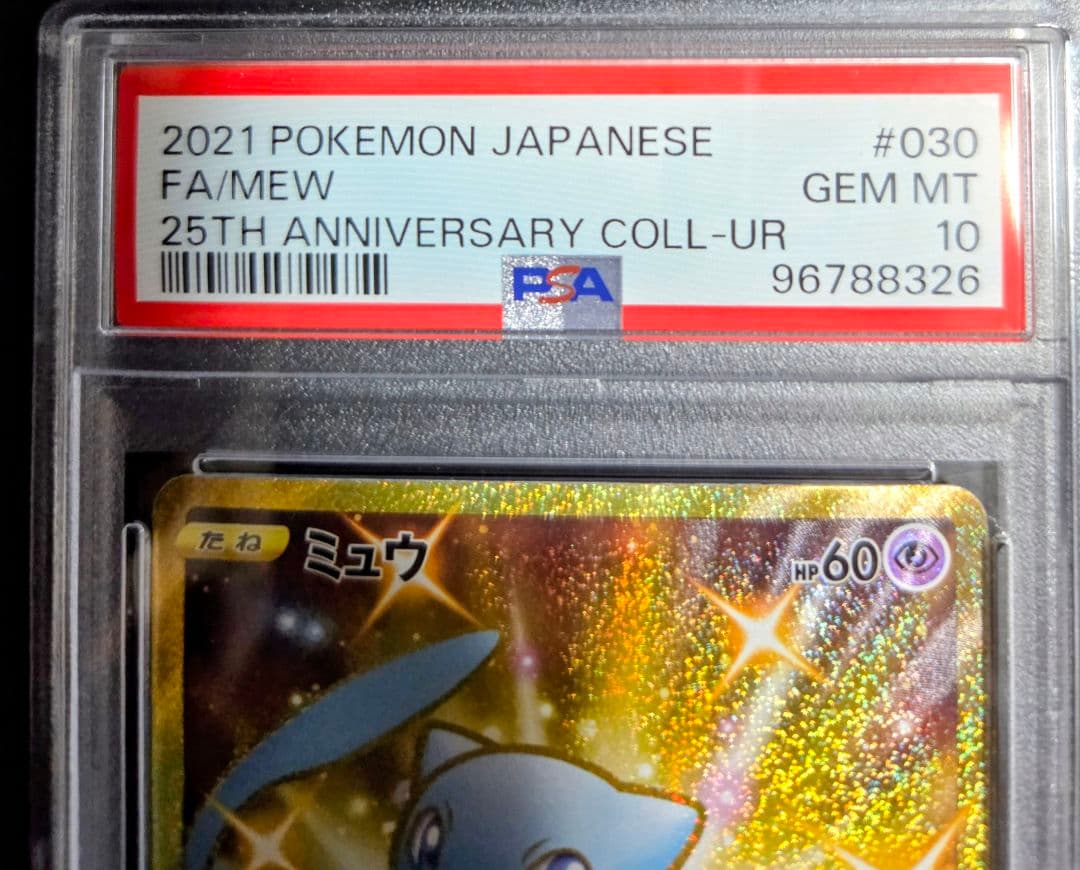 2021 POKEMON JAPANESE #030
FA/MEW GEM MT
25TH ANNIVERSARY COLL-UR 10
PSA 96788326
たね ミュウ HP60